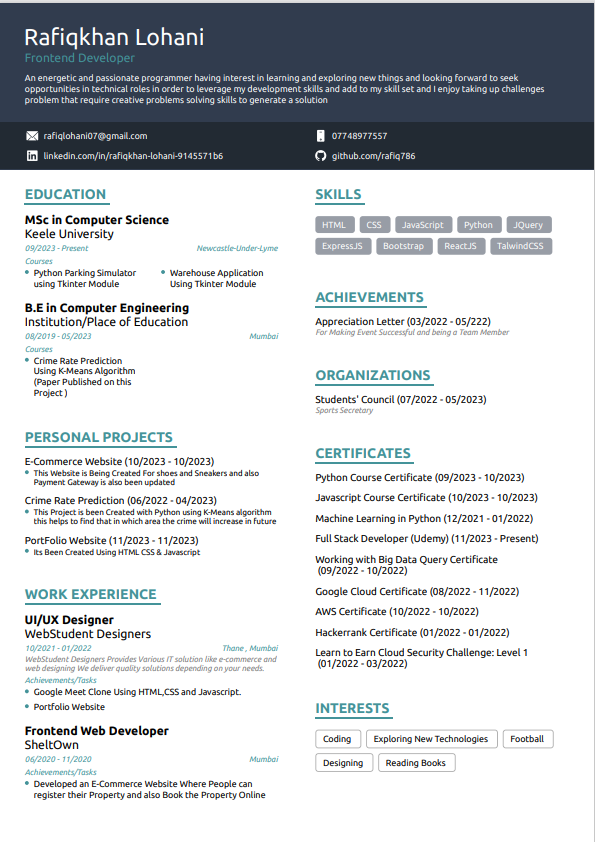 Rafiqkhan Lohani
Frontend Developer
An energetic and passionate programmer having interest in learning and exploring new things and looking forward to seek
opportunities in technical roles in order to leverage my development skills and add to my skill set and I enjoy taking up challenges
problem that require creative problems solving skills to generate a solution
rafiqlohani07@gmail.com
07748977557
linkedin.com/in/rafiqkhan-lohani-9145571b6
github.com/rafiq786
EDUCATION
MSc in Computer Science
Keele University
09/2023 - Present
Newcastle-Under-Lyme
Courses
Python Parking Simulator
using Tkinter Module
Warehouse Application
Using Tkinter Module
B.E in Computer Engineering
Institution/Place of Education
08/2019 - 05/2023
Mumbai
Courses
Crime Rate Prediction
Using K-Means Algorithm
(Paper Published on this
Project )
PERSONAL PROJECTS
E-Commerce Website (10/2023 - 10/2023)
This Website is Being Created For shoes and Sneakers and also
Payment Gateway is also been updated
Crime Rate Prediction (06/2022 - 04/2023)
This Project is been Created with Python using K-Means algorithm
this helps to find that in which area the crime will increase in future
PortFolio Website (11/2023 - 11/2023)
Its Been Created Using HTML CSS & Javascript
WORK EXPERIENCE
UI/UX Designer
WebStudent Designers
10/2021 - 01/2022
Thane , Mumbai
WebStudent Designers Provides Various IT solution like e-commerce and
web designing We deliver quality solutions depending on your needs.
Achievements/Tasks
Google Meet Clone Using HTML,CSS and Javascript.
Portfolio Website
Frontend Web Developer
SheltOwn
06/2020 - 11/2020
Mumbai
Achievements/Tasks
Developed an E-Commerce Website Where People can
register their Property and also Book the Property Online
SKILLS
HTML CSS JavaScript Python JQuery
ExpressJS Bootstrap ReactJS TalwindCSS
ACHIEVEMENTS
Appreciation Letter (03/2022 - 05/222)
For Making Event Successful and being a Team Member
ORGANIZATIONS
Students' Council (07/2022 - 05/2023)
Sports Secretary
CERTIFICATES
Python Course Certificate (09/2023 - 10/2023)
Javascript Course Certificate (10/2023 - 10/2023)
Machine Learning in Python (12/2021 - 01/2022)
Full Stack Developer (Udemy) (11/2023 - Present)
Working with Big Data Query Certificate
(09/2022 - 10/2022)
Google Cloud Certificate (08/2022 - 11/2022)
AWS Certificate (10/2022 - 10/2022)
Hackerrank Certificate (01/2022 - 01/2022)
Learn to Earn Cloud Security Challenge: Level 1
(01/2022 - 03/2022)
INTERESTS
Coding Exploring New Technologies Football
Designing Reading Books